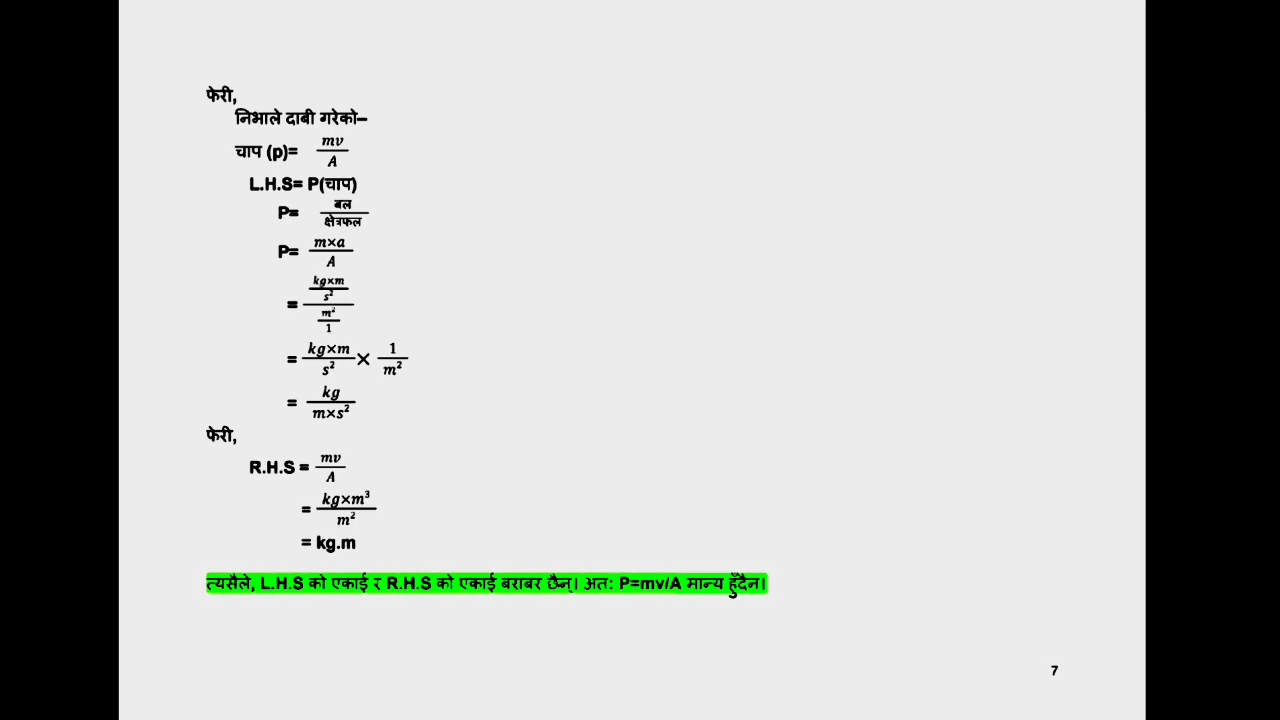 फेरी,
निभाले दाबी गरेको–
चाप (p)= mv/A
L.H.S= P(चाप)
P= बल/क्षेत्रफल
P= m×a/A
= (kg×m/s²)/(m²/1)
= kg×m/s² × 1/m²
= kg/m×s²
फेरी,
R.H.S = mv/A
= kg×m³/m²
= kg.m
त्यसैले, L.H.S को एकाई र R.H.S को एकाई बराबर छैन्। अत: P=mv/A मान्य हुँदैन।
7